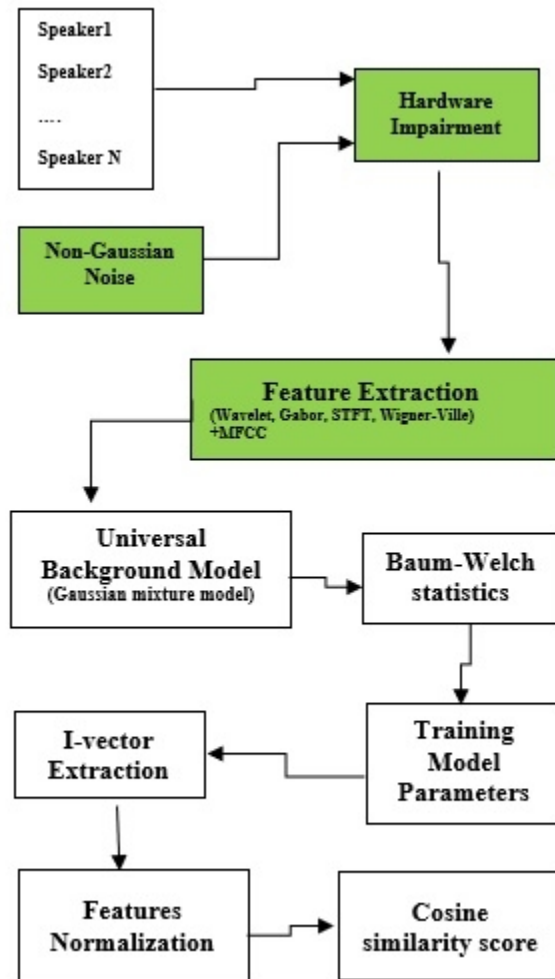 Speaker1
Speaker2
....
Speaker N
Hardware
Impairment
Non-Gaussian
Noise
Feature Extraction
(Wavelet, Gabor, STFT, Wigner-Ville)
+MFCC
Universal
Background Model
(Gaussian mixture model)
Baum-Welch
statistics
Training
Model
Parameters
I-vector
Extraction
Features
Normalization
Cosine
similarity score